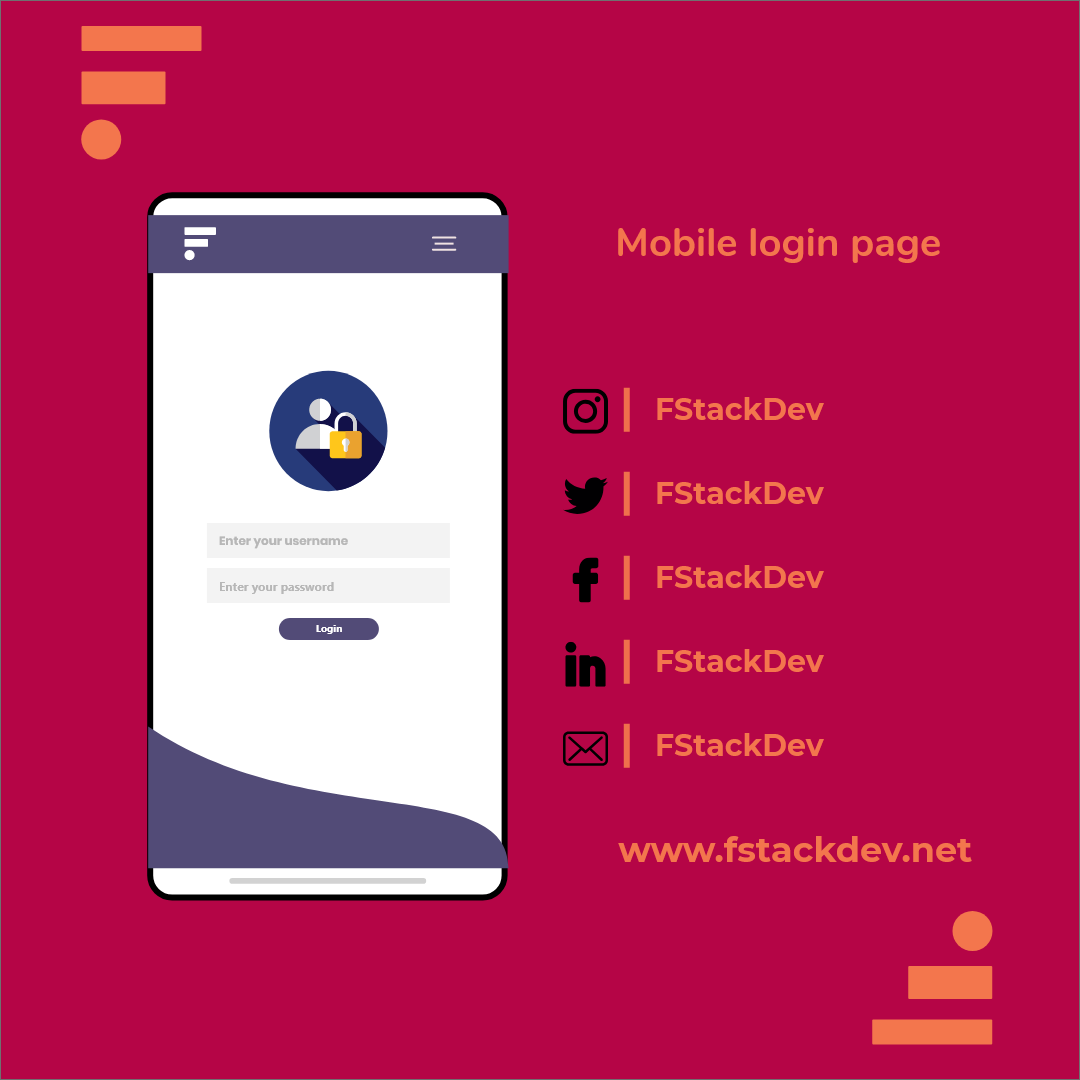 Mobile login page
Enter your username
Enter your password
Login
FStackDev
FStackDev
FStackDev
FStackDev
FStackDev
www.fstackdev.net